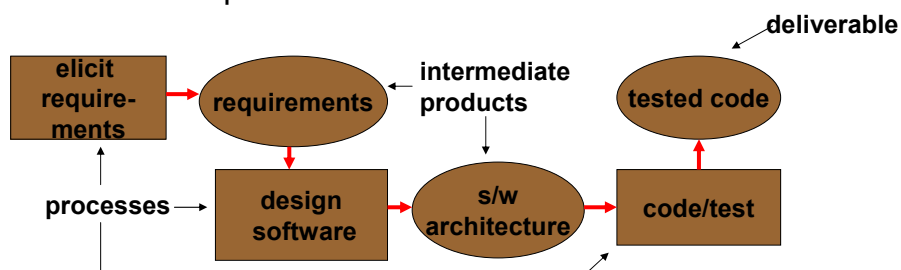 deliverable
elicit
require-
ments
requirements
intermediate
products
tested code
processes
design
software
s/w
architecture
code/test